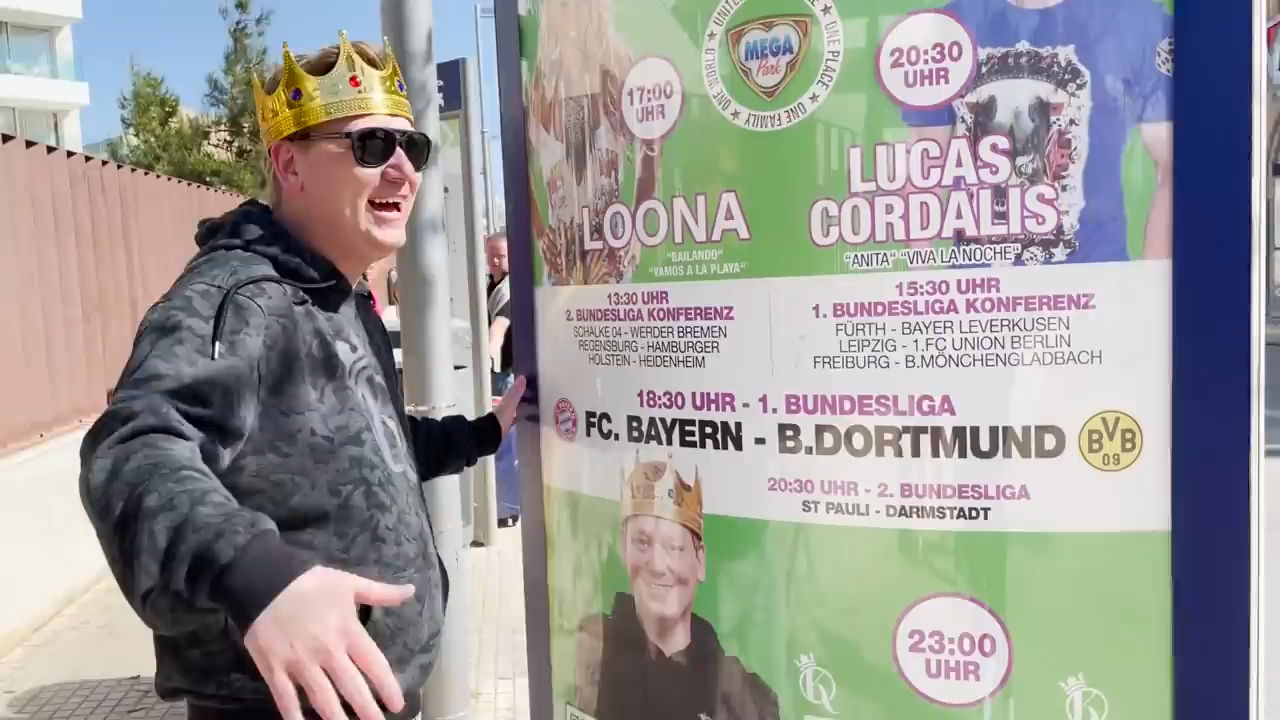 UNITED ONE PLACE ★ ONE FAMILY ★ ONE WORLD ★
MEGA
Park
17:00
UHR
20:30
UHR
LOONA
"BAILANDO"
"VAMOS A LA PLAYA"
LUCAS
CORDALIS
"ANITA" "VIVA LA NOCHE"
13:30 UHR
2. BUNDESLIGA KONFERENZ
SCHALKE 04 - WERDER BREMEN
REGENSBURG - HAMBURGER
HOLSTEIN - HEIDENHEIM
15:30 UHR
1. BUNDESLIGA KONFERENZ
FÜRTH - BAYER LEVERKUSEN
LEIPZIG - 1.FC UNION BERLIN
FREIBURG - B.MÖNCHENGLADBACH
18:30 UHR - 1. BUNDESLIGA
FC. BAYERN - B.DORTMUND
BVB
09
20:30 UHR - 2. BUNDESLIGA
ST PAULI - DARMSTADT
23:00
UHR